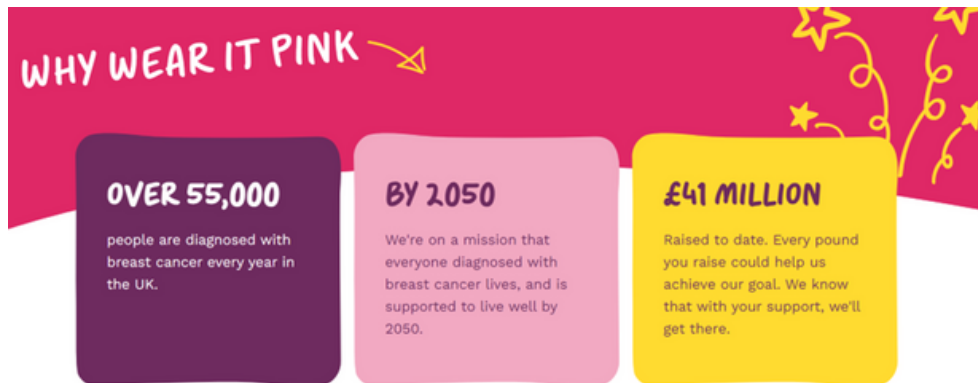 WHY WEAR IT PINK
OVER 55,000
people are diagnosed with
breast cancer every year in
the UK.
BY 2050
We're on a mission that
everyone diagnosed with
breast cancer lives, and is
supported to live well by
2050.
£41 MILLION
Raised to date. Every pound
you raise could help us
achieve our goal. We know
that with your support, we'll
get there.